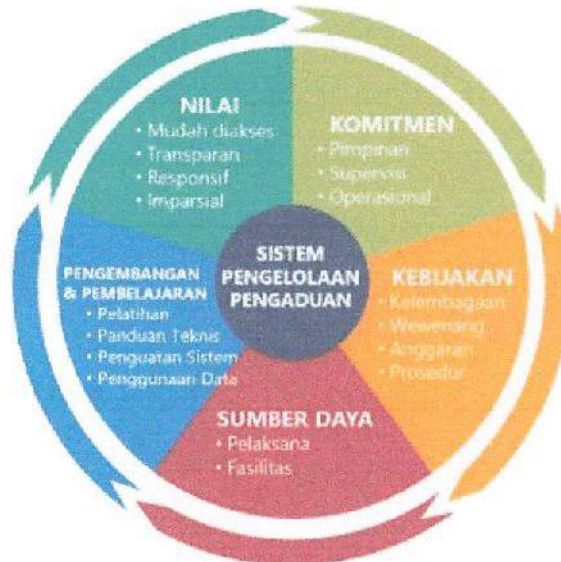 NILAI
• Mudah diakses
• Transparan
• Responsif
• Imparsial
KOMITMEN
• Pimpinan
• Supervisi
• Operasional
SISTEM
PENGELOLAAN
PENGADUAN
KEBIJAKAN
• Kelembagaan
• Wewenang
• Anggaran
• Prosedur
SUMBER DAYA
• Pelaksana
• Fasilitas
PENGEMBANGAN
& PEMBELAJARAN
• Pelatihan
• Panduan Teknis
• Penguatan Sistem
• Penggunaan Data